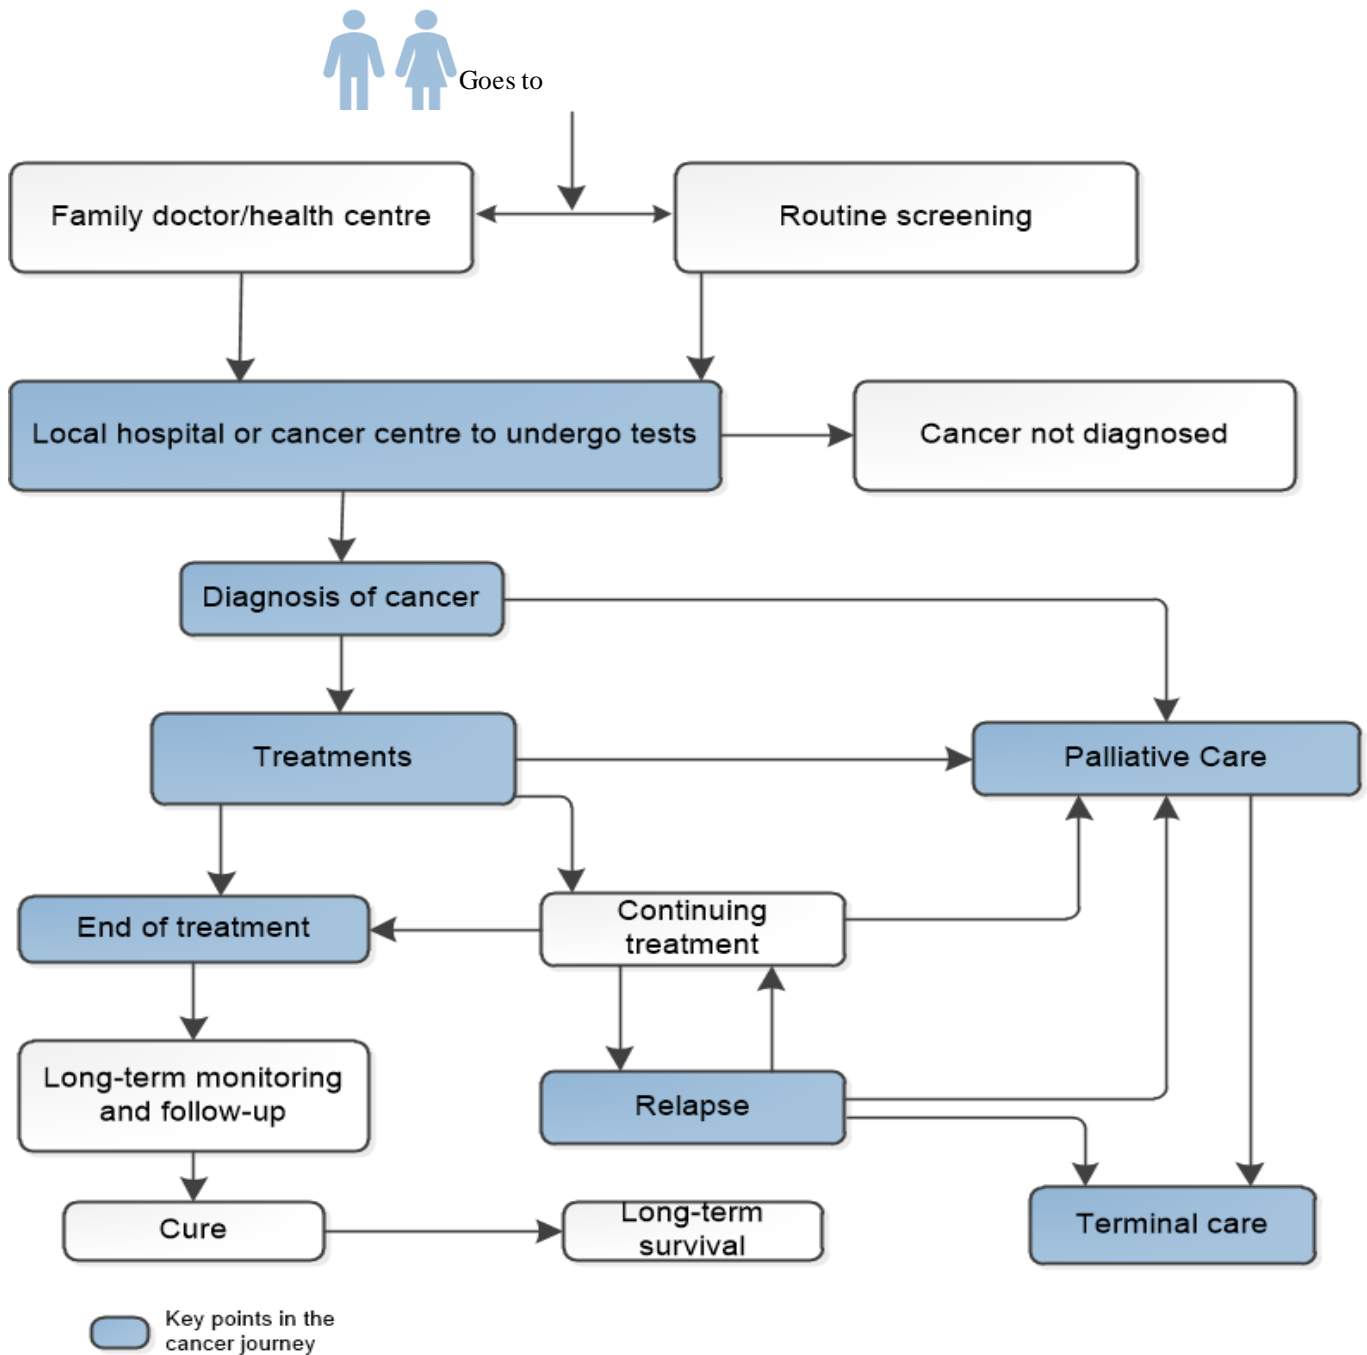 Goes to
Family doctor/health centre
Routine screening
Local hospital or cancer centre to undergo tests
Cancer not diagnosed
Diagnosis of cancer
Treatments
Palliative Care
End of treatment
Continuing
treatment
Long-term monitoring
and follow-up
Relapse
Cure
Long-term
survival
Terminal care
Key points in the
cancer journey